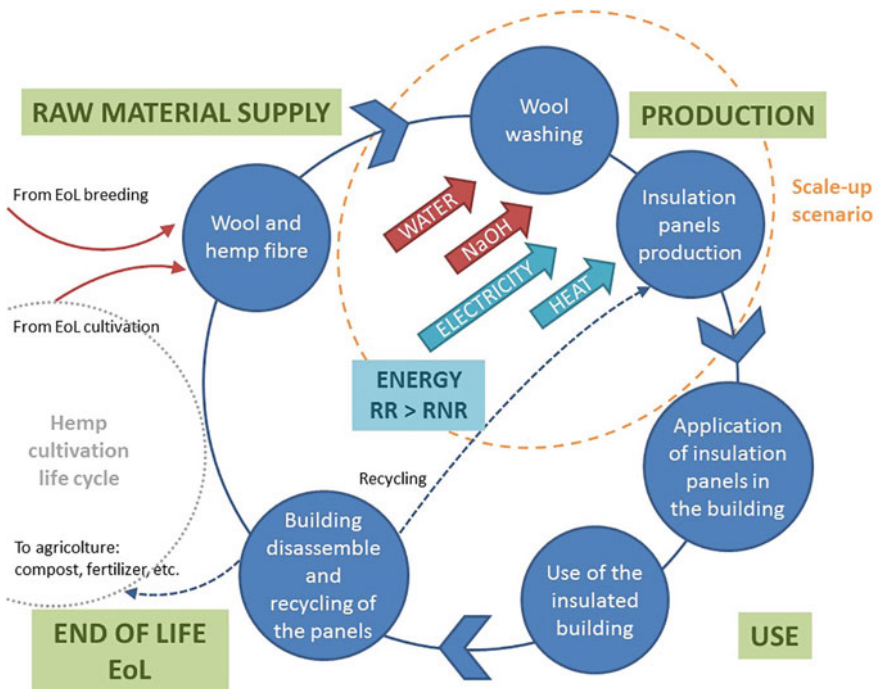 RAW MATERIAL SUPPLY
PRODUCTION
Wool
washing
From EoL breeding
Wool and
hemp fibre
Insulation
panels
production
Scale-up
scenario
WATER
NaOH
ELECTRICITY
HEAT
From EoL cultivation
ENERGY
RR > RNR
Hemp
cultivation
life cycle
Application
of insulation
panels in
the building
Recycling
Building
disassemble
and
recycling of
the panels
To agricolture:
compost, fertilizer, etc.
Use of the
insulated
building
END OF LIFE
EoL
USE